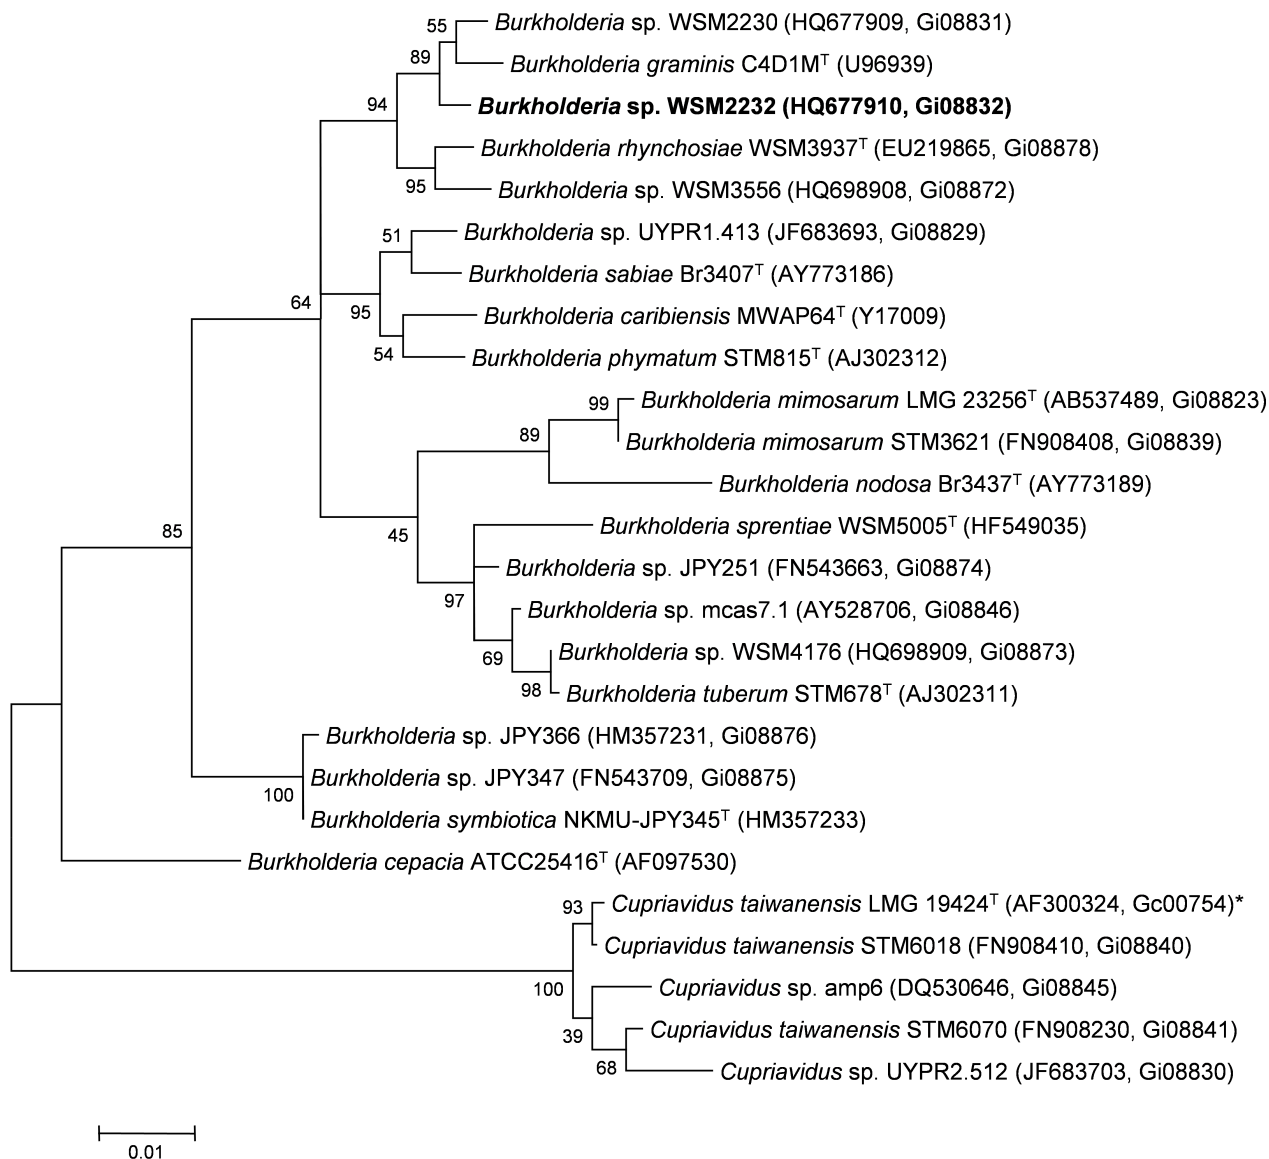 55
Burkholderia sp. WSM2230 (HQ677909, Gi08831)
89
Burkholderia graminis C4D1Mᵀ (U96939)
94
Burkholderia sp. WSM2232 (HQ677910, Gi08832)
Burkholderia rhynchosiae WSM3937ᵀ (EU219865, Gi08878)
95
Burkholderia sp. WSM3556 (HQ698908, Gi08872)
51
Burkholderia sp. UYPR1.413 (JF683693, Gi08829)
Burkholderia sabiae Br3407ᵀ (AY773186)
64
95
Burkholderia caribiensis MWAP64ᵀ (Y17009)
54
Burkholderia phymatum STM815ᵀ (AJ302312)
99
Burkholderia mimosarum LMG 23256ᵀ (AB537489, Gi08823)
89
Burkholderia mimosarum STM3621 (FN908408, Gi08839)
Burkholderia nodosa Br3437ᵀ (AY773189)
85
45
Burkholderia sprentiae WSM5005ᵀ (HF549035)
Burkholderia sp. JPY251 (FN543663, Gi08874)
97
Burkholderia sp. mcas7.1 (AY528706, Gi08846)
69
Burkholderia sp. WSM4176 (HQ698909, Gi08873)
98
Burkholderia tuberum STM678ᵀ (AJ302311)
Burkholderia sp. JPY366 (HM357231, Gi08876)
Burkholderia sp. JPY347 (FN543709, Gi08875)
100
Burkholderia symbiotica NKMU-JPY345ᵀ (HM357233)
Burkholderia cepacia ATCC25416ᵀ (AF097530)
93
Cupriavidus taiwanensis LMG 19424ᵀ (AF300324, Gc00754)*
Cupriavidus taiwanensis STM6018 (FN908410, Gi08840)
100
Cupriavidus sp. amp6 (DQ530646, Gi08845)
39
Cupriavidus taiwanensis STM6070 (FN908230, Gi08841)
68
Cupriavidus sp. UYPR2.512 (JF683703, Gi08830)
0.01